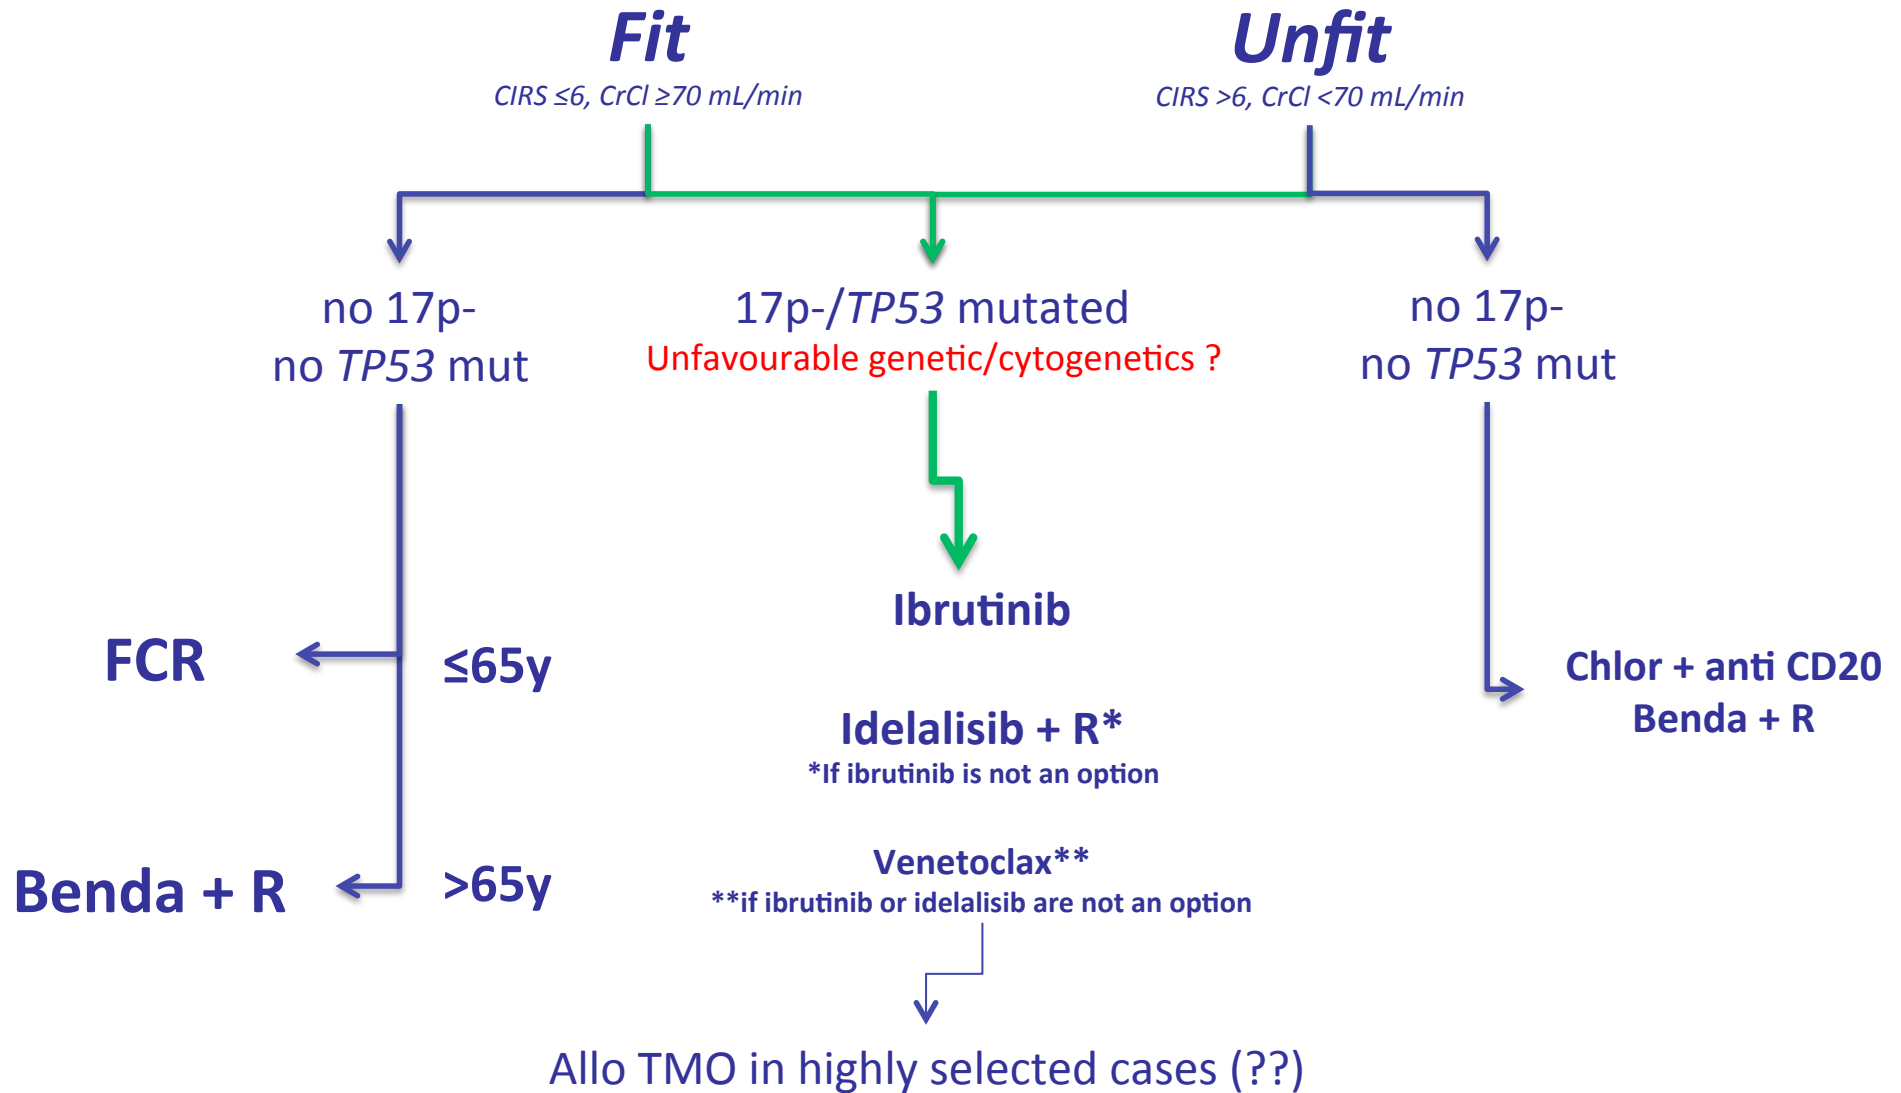 Fit
CIRS ≤6, CrCl ≥70 mL/min
Unfit
CIRS >6, CrCl <70 mL/min
no 17p-
no TP53 mut
17p-/TP53 mutated
Unfavourable genetic/cytogenetics ?
no 17p-
no TP53 mut
Ibrutinib
FCR
≤65y
Chlor + anti CD20
Benda + R
Idelalisib + R*
*If ibrutinib is not an option
Benda + R
>65y
Venetoclax**
**if ibrutinib or idelalisib are not an option
Allo TMO in highly selected cases (??)